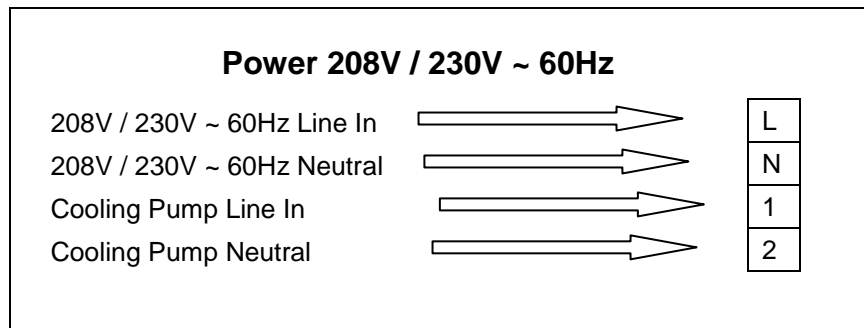 Power 208V / 230V ~ 60Hz
208V / 230V ~ 60Hz Line In L
208V / 230V ~ 60Hz Neutral N
Cooling Pump Line In 1
Cooling Pump Neutral 2